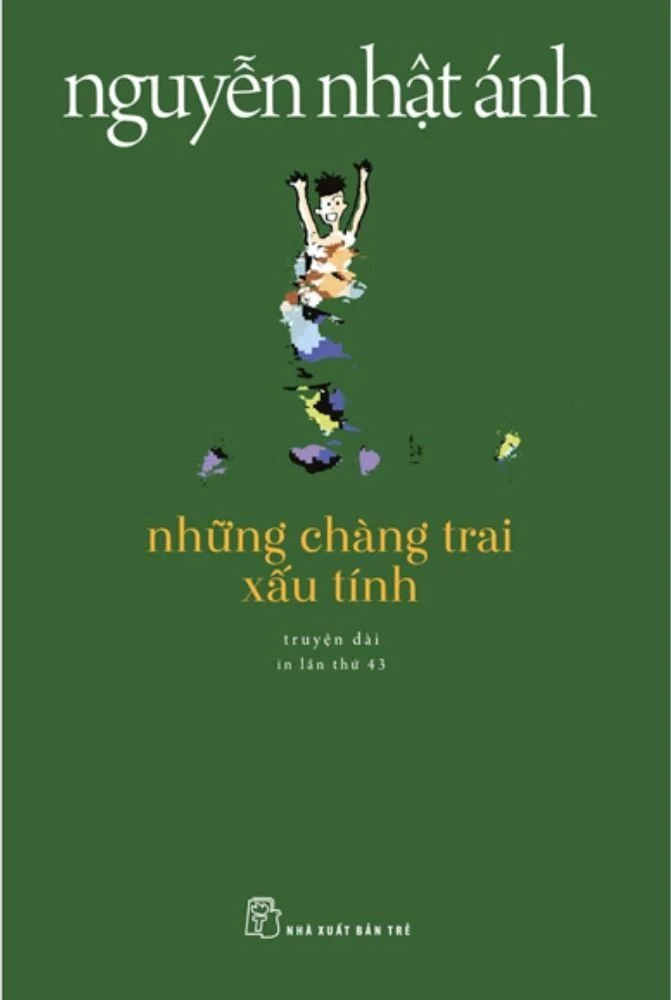 nguyễn nhật ánh
những chàng trai
xấu tính
truyện dài
in lần thứ 43
NHÀ XUẤT BẢN TRẺ